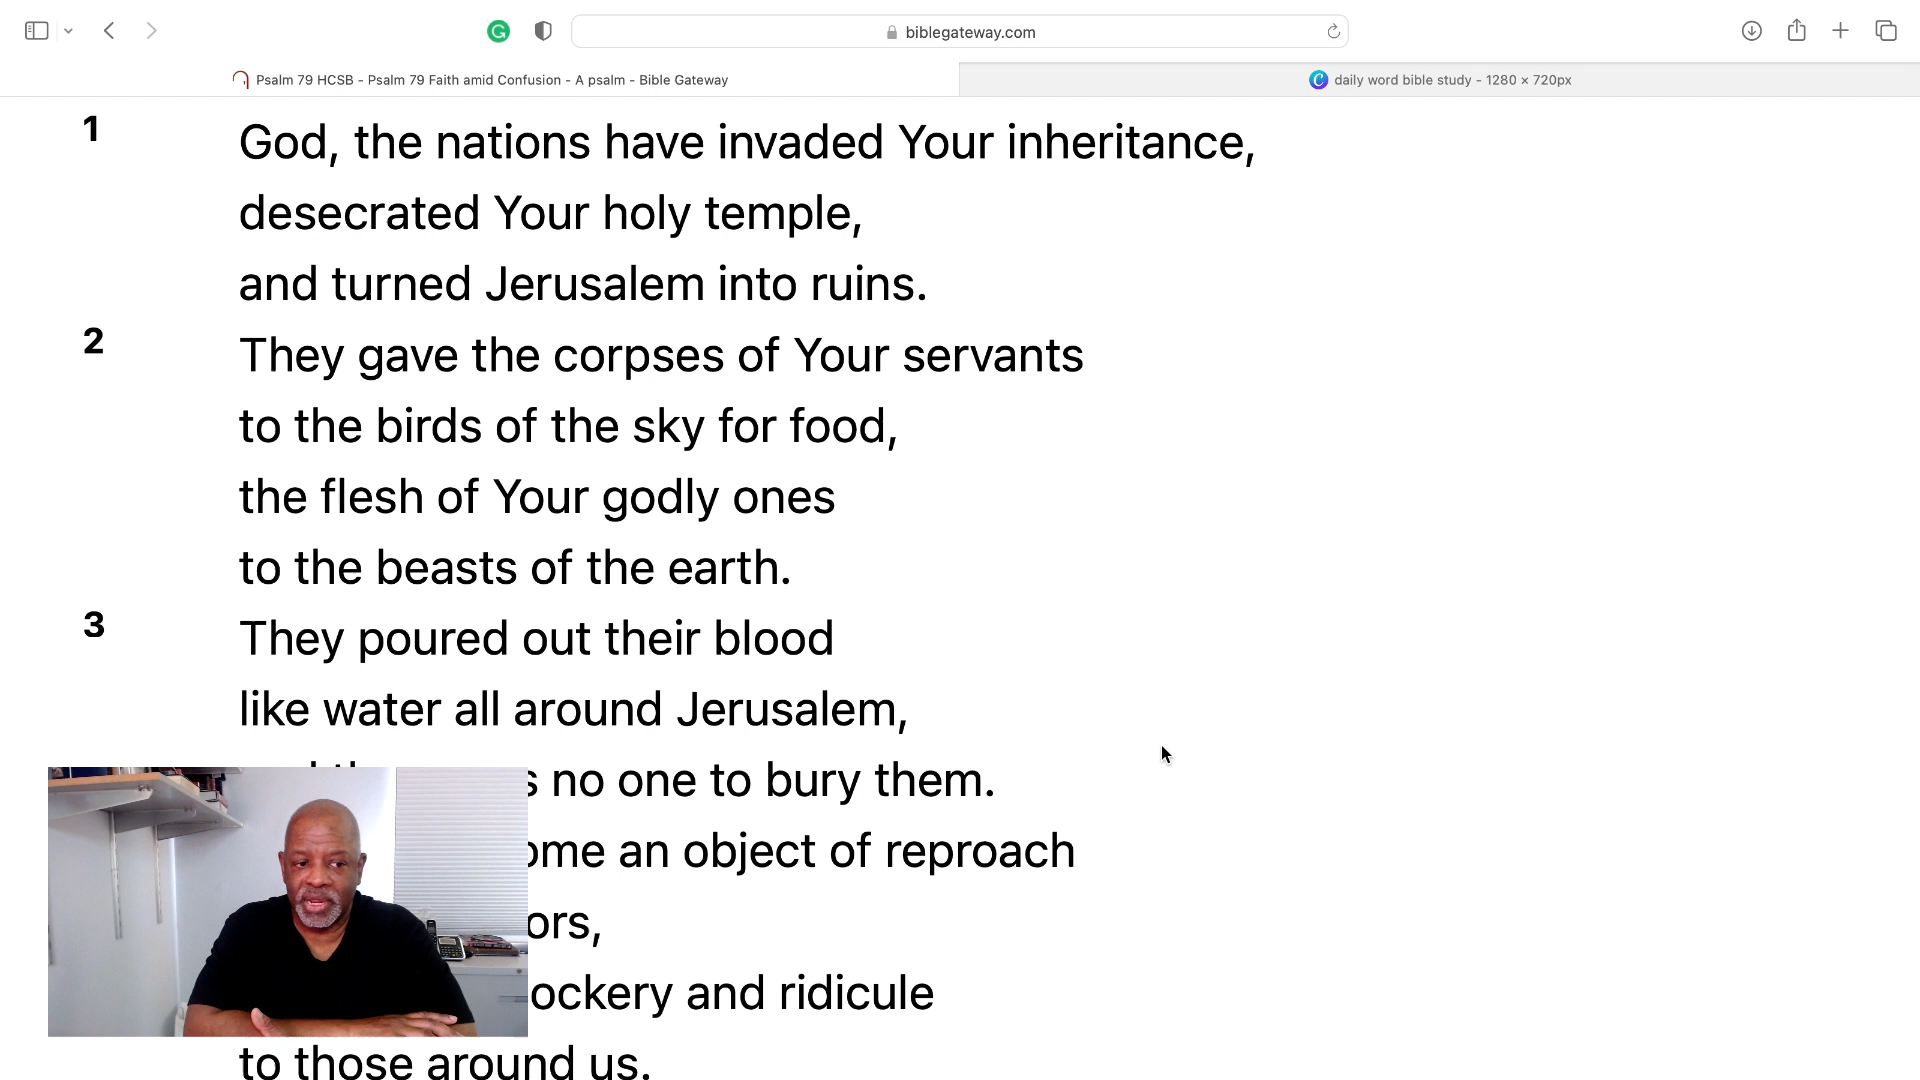 biblegateway.com
Psalm 79 HCSB - Psalm 79 Faith amid Confusion - A psalm - Bible Gateway
daily word bible study - 1280 × 720px
1 God, the nations have invaded Your inheritance,
desecrated Your holy temple,
and turned Jerusalem into ruins.
2 They gave the corpses of Your servants
to the birds of the sky for food,
the flesh of Your godly ones
to the beasts of the earth.
3 They poured out their blood
like water all around Jerusalem,
no one to bury them.
an object of reproach
mockery and ridicule
to those around us.